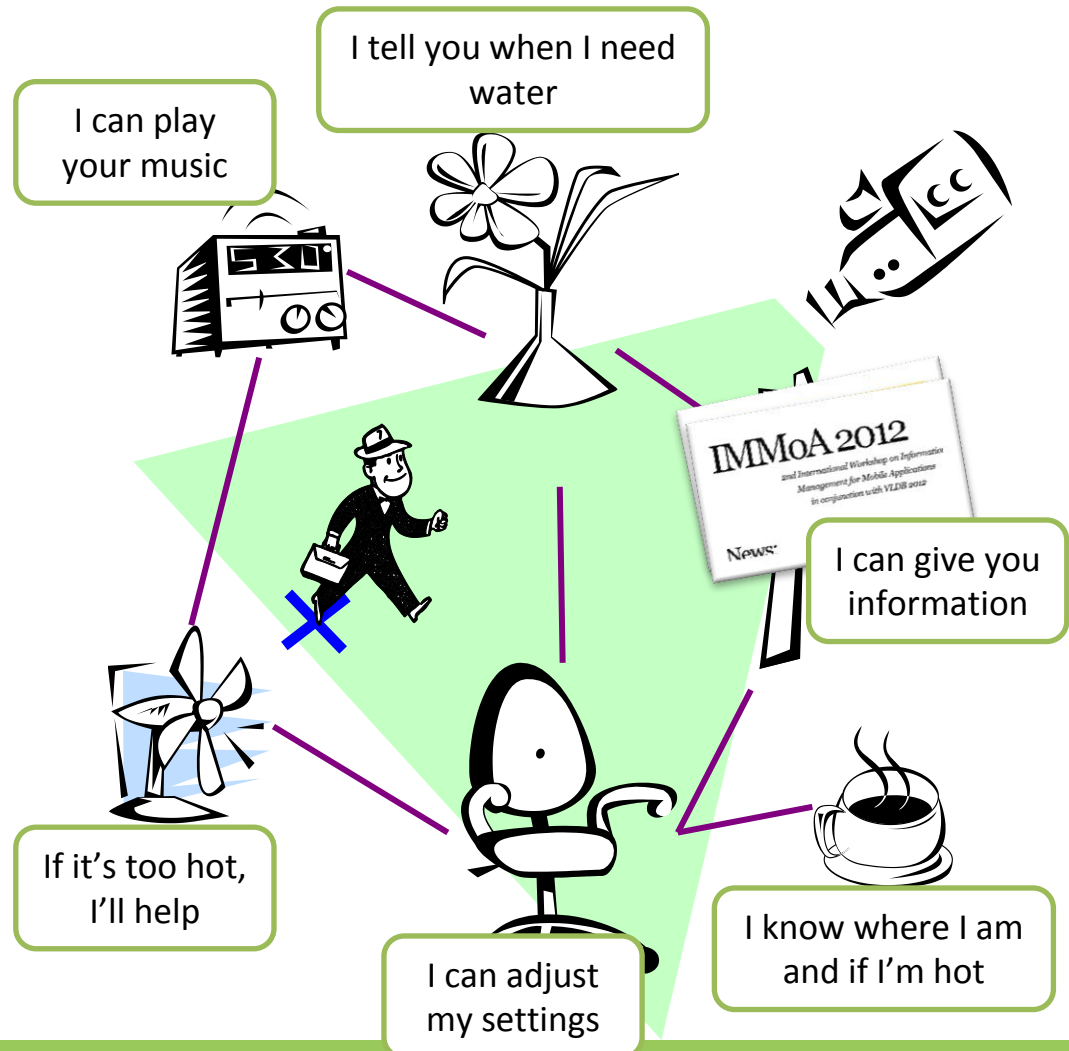 I tell you when I need
water
I can play
your music
IMMoA 2012
2nd International Workshop on Information
Management for Mobile Applications
in conjunction with VLDB 2012
News:
I can give you
information
If it's too hot,
I'll help
I know where I am
and if I'm hot
I can adjust
my settings